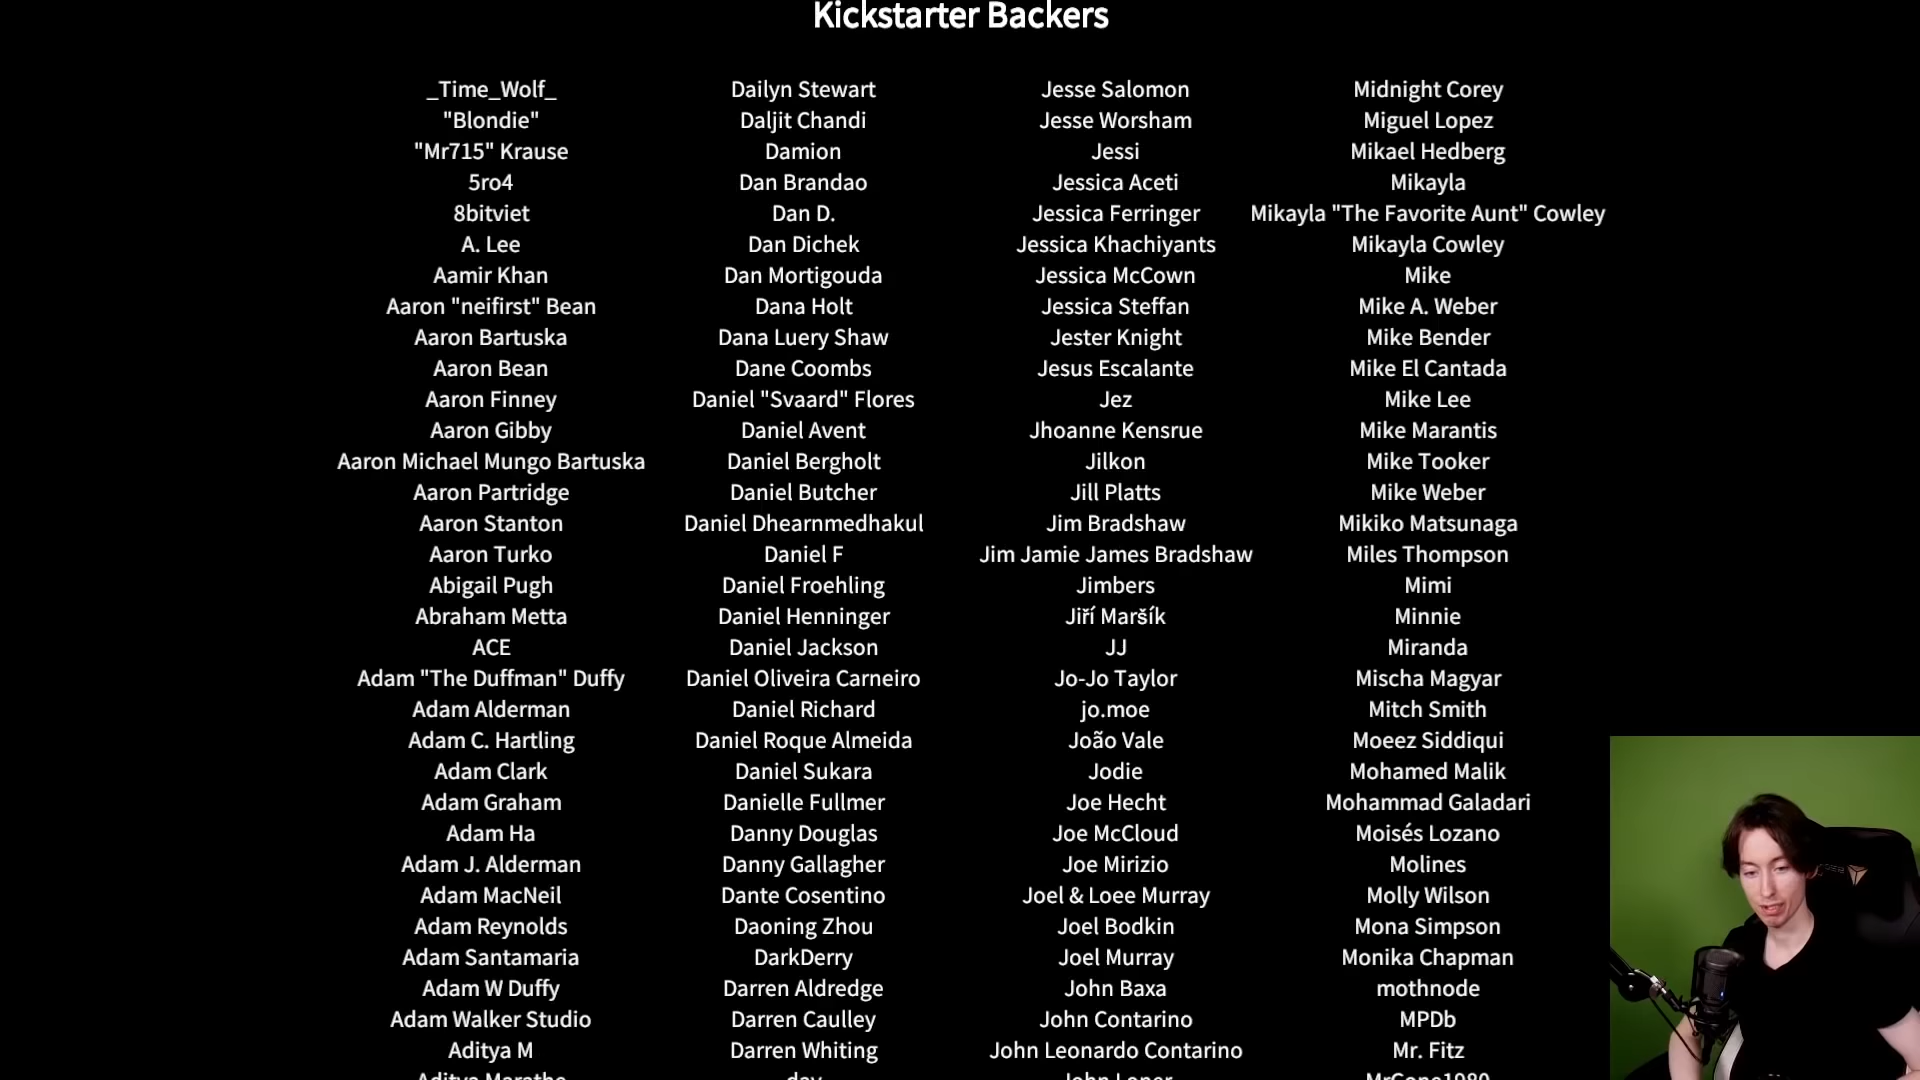 Kickstarter Backers
_Time_Wolf_
"Blondie"
"Mr715" Krause
5ro4
8bitviet
A. Lee
Aamir Khan
Aaron "neifirst" Bean
Aaron Bartuska
Aaron Bean
Aaron Finney
Aaron Gibby
Aaron Michael Mungo Bartuska
Aaron Partridge
Aaron Stanton
Aaron Turko
Abigail Pugh
Abraham Metta
ACE
Adam "The Duffman" Duffy
Adam Alderman
Adam C. Hartling
Adam Clark
Adam Graham
Adam Ha
Adam J. Alderman
Adam MacNeil
Adam Reynolds
Adam Santamaria
Adam W Duffy
Adam Walker Studio
Aditya M
Dailyn Stewart
Daljit Chandi
Damion
Dan Brandao
Dan D.
Dan Dichek
Dan Mortigouda
Dana Holt
Dana Luery Shaw
Dane Coombs
Daniel "Svaard" Flores
Daniel Avent
Daniel Bergholt
Daniel Butcher
Daniel Dhearnmedhakul
Daniel F
Daniel Froehling
Daniel Henninger
Daniel Jackson
Daniel Oliveira Carneiro
Daniel Richard
Daniel Roque Almeida
Daniel Sukara
Danielle Fullmer
Danny Douglas
Danny Gallagher
Dante Cosentino
Daoning Zhou
DarkDerry
Darren Aldredge
Darren Caulley
Darren Whiting
Jesse Salomon
Jesse Worsham
Jessi
Jessica Aceti
Jessica Ferringer
Jessica Khachiyants
Jessica McCown
Jessica Steffan
Jester Knight
Jesus Escalante
Jez
Jhoanne Kensrue
Jilkon
Jill Platts
Jim Bradshaw
Jim Jamie James Bradshaw
Jimbers
Jiří Maršík
JJ
Jo-Jo Taylor
jo.moe
João Vale
Jodie
Joe Hecht
Joe McCloud
Joe Mirizio
Joel & Loee Murray
Joel Bodkin
Joel Murray
John Baxa
John Contarino
John Leonardo Contarino
Midnight Corey
Miguel Lopez
Mikael Hedberg
Mikayla
Mikayla "The Favorite Aunt" Cowley
Mikayla Cowley
Mike
Mike A. Weber
Mike Bender
Mike El Cantada
Mike Lee
Mike Marantis
Mike Tooker
Mike Weber
Mikiko Matsunaga
Miles Thompson
Mimi
Minnie
Miranda
Mischa Magyar
Mitch Smith
Moeez Siddiqui
Mohamed Malik
Mohammad Galadari
Moisés Lozano
Molines
Molly Wilson
Mona Simpson
Monika Chapman
mothnode
MPDb
Mr. Fitz